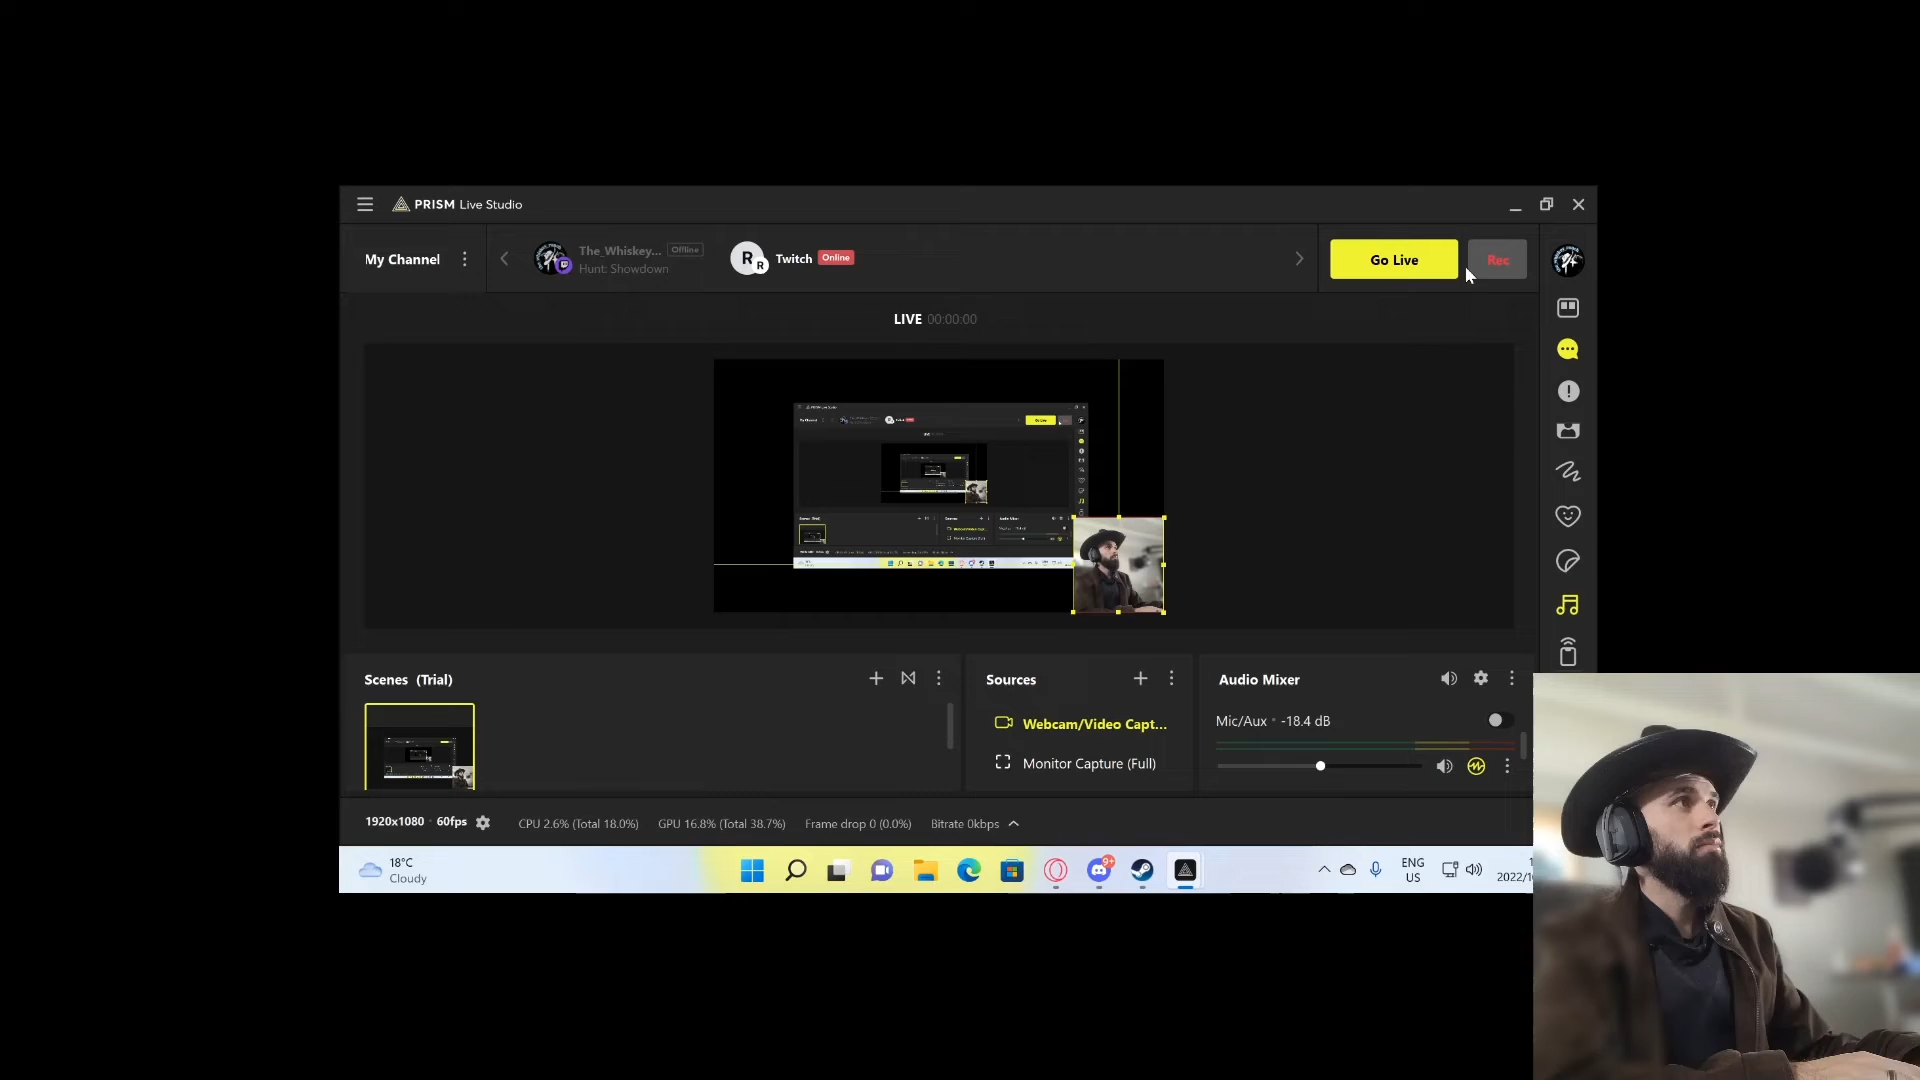 PRISM Live Studio
My Channel
The_Whiskey... Offline
Hunt: Showdown
R R Twitch Online
Go Live
Rec
LIVE 00:00:00
Scenes (Trial)
Sources
Audio Mixer
Webcam/Video Capt...
Mic/Aux -18.4 dB
Monitor Capture (Full)
1920x1080 · 60fps
CPU 2.6% (Total 18.0%)
GPU 16.8% (Total 38.7%)
Frame drop 0 (0.0%)
Bitrate 0kbps
18°C
Cloudy
9+
ENG
US